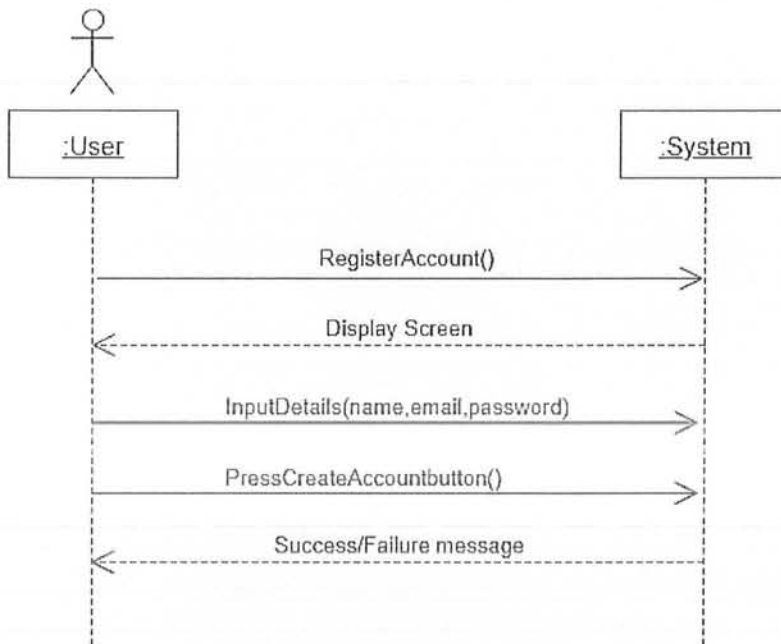 :User
:System
RegisterAccount()
Display Screen
InputDetails(name,email,password)
PressCreateAccountbutton()
Success/Failure message